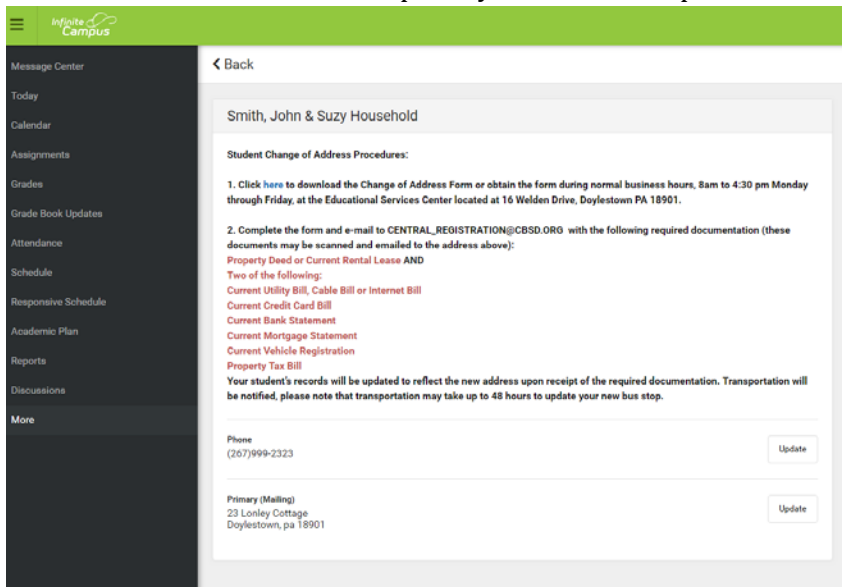 Infinite
Campus
Message Center
Today
Calendar
Assignments
Grades
Grade Book Updates
Attendance
Schedule
Responsive Schedule
Academic Plan
Reports
Discussions
More
Back
Smith, John & Suzy Household
Student Change of Address Procedures:
1. Click here to download the Change of Address Form or obtain the form during normal business hours, 8am to 4:30 pm Monday
through Friday, at the Educational Services Center located at 16 Welden Drive, Doylestown PA 18901.
2. Complete the form and e-mail to CENTRAL_REGISTRATION@CBSD.ORG with the following required documentation (these
documents may be scanned and emailed to the address above):
Property Deed or Current Rental Lease AND
Two of the following:
Current Utility Bill, Cable Bill or Internet Bill
Current Credit Card Bill
Current Bank Statement
Current Mortgage Statement
Current Vehicle Registration
Property Tax Bill
Your student's records will be updated to reflect the new address upon receipt of the required documentation. Transportation will
be notified, please note that transportation may take up to 48 hours to update your new bus stop.
Phone
(267)999-2323
Update
Primary (Mailing)
23 Lonley Cottage
Doylestown, pa 18901
Update